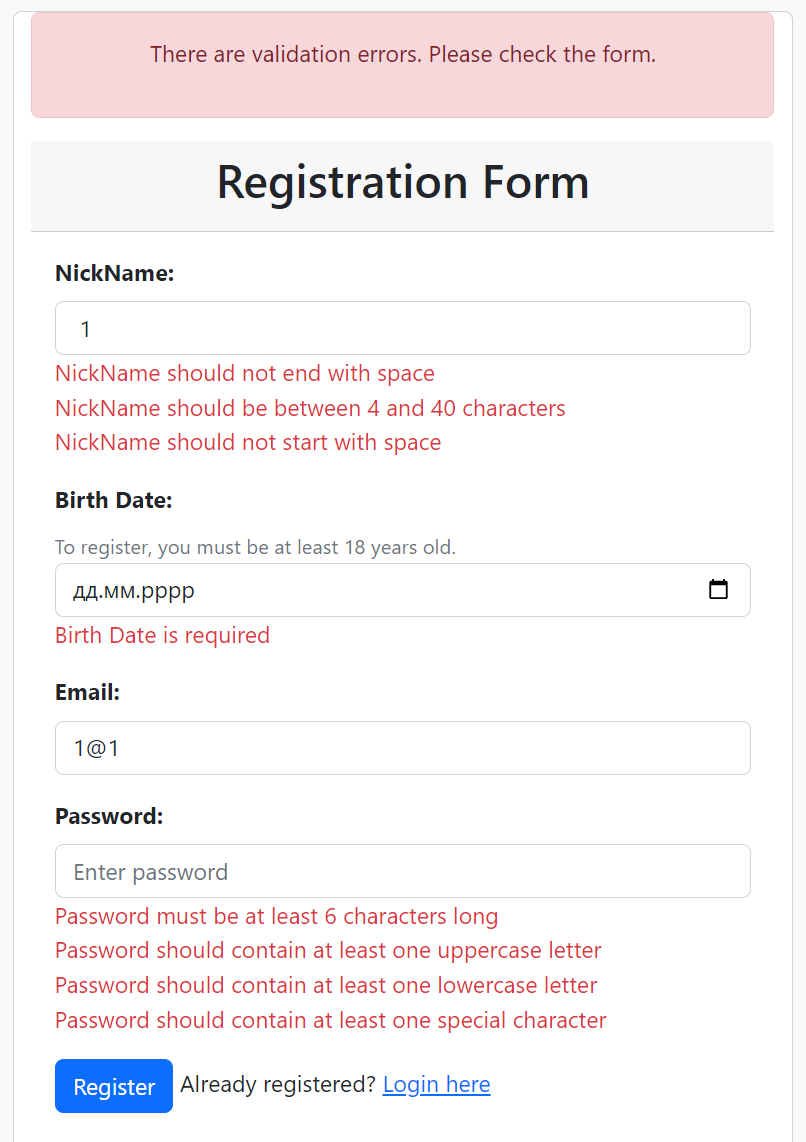 There are validation errors. Please check the form.
Registration Form
NickName:
1
NickName should not end with space
NickName should be between 4 and 40 characters
NickName should not start with space
Birth Date:
To register, you must be at least 18 years old.
дд.мм.рррр
Birth Date is required
Email:
1@1
Password:
Enter password
Password must be at least 6 characters long
Password should contain at least one uppercase letter
Password should contain at least one lowercase letter
Password should contain at least one special character
Register Already registered? Login here